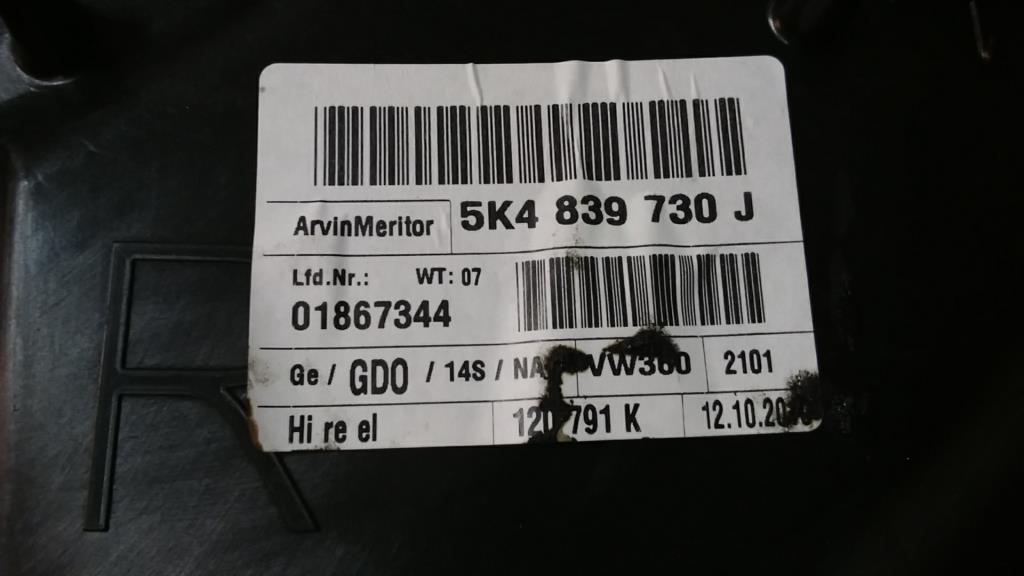 ArvinMeritor 5K4 839 730 J
Lfd.Nr.: WT: 07
01867344
Ge / GDO / 14S / NA VW360 2101
Hi re el 791 K 12.10.
R